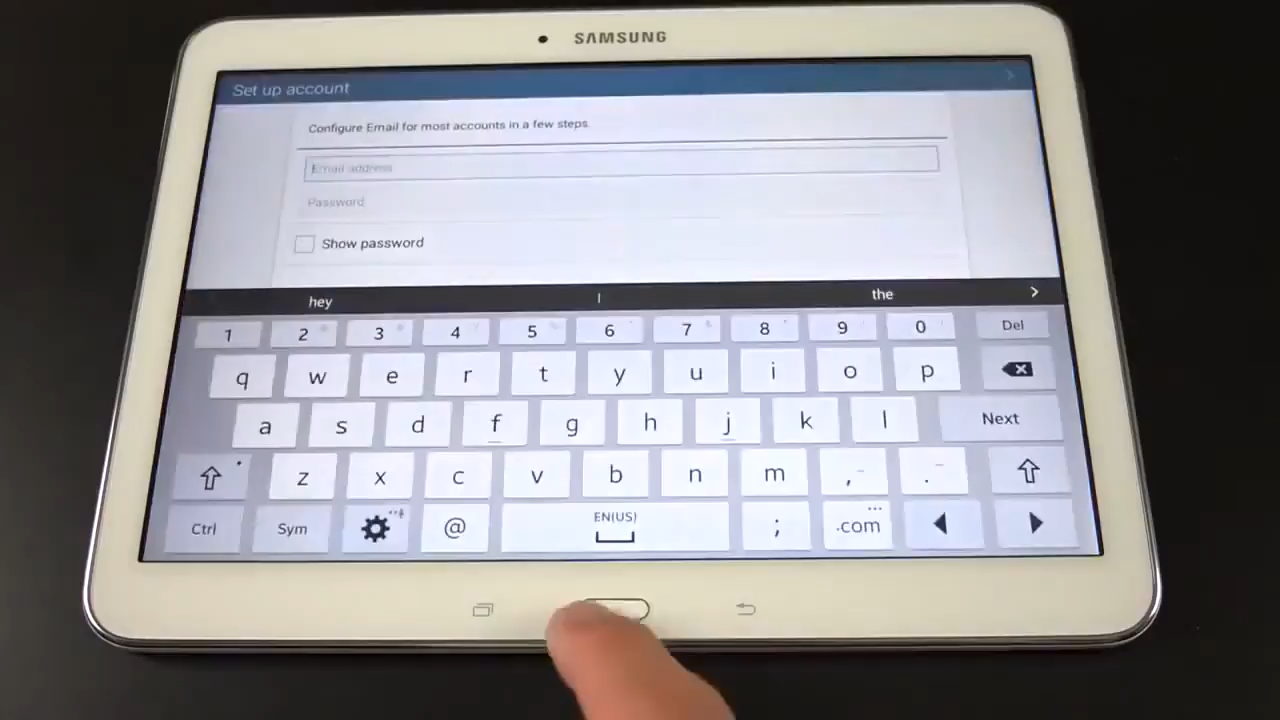 SAMSUNG
Set up account
Configure Email for most accounts in a few steps.
Email address
Password
Show password
hey I the
1 2 3 4 5 6 7 8 9 0 Del
q w e r t y u i o p
a s d f g h j k l Next
z x c v b n m , .
Ctrl Sym @ EN(US) ; .com